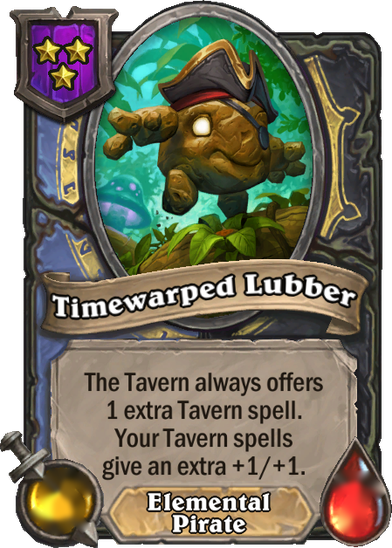 Timewarped Lubber
The Tavern always offers
1 extra Tavern spell.
Your Tavern spells
give an extra +1/+1.
Elemental
Pirate